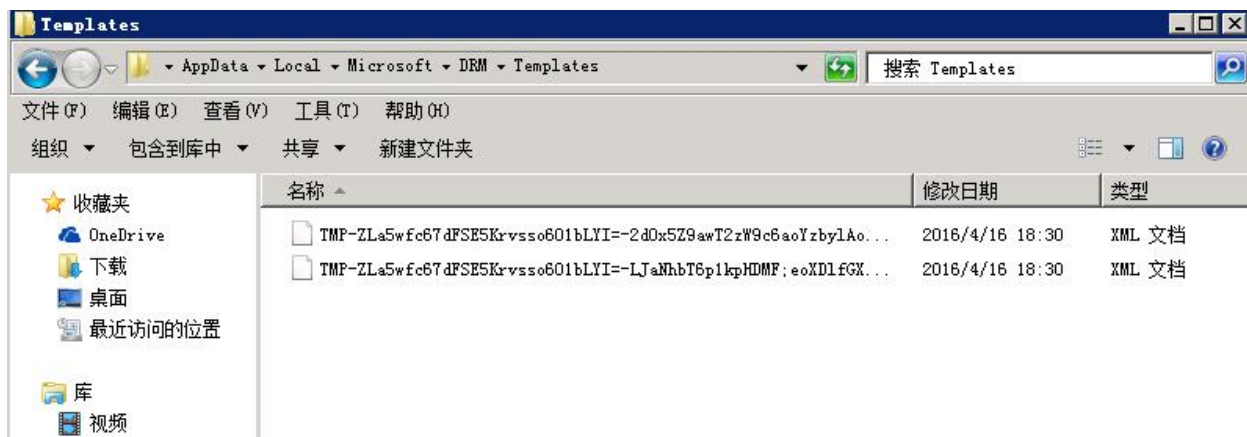 Templates
AppData Local Microsoft DRM Templates
搜索 Templates
文件(F) 编辑(E) 查看(V) 工具(T) 帮助(H)
组织 包含到库中 共享 新建文件夹
名称 修改日期 类型
收藏夹
OneDrive
下载
桌面
最近访问的位置
库
视频
TMP-ZLa5wfc67dFSE5Krvsso6O1bLYI=-2dOx5Z9awT2zW9c6aoYzbylAo... 2016/4/16 18:30 XML 文档
TMP-ZLa5wfc67dFSE5Krvsso6O1bLYI=-LJaNhbT6p1kpHDMF;eoXDlfGX... 2016/4/16 18:30 XML 文档